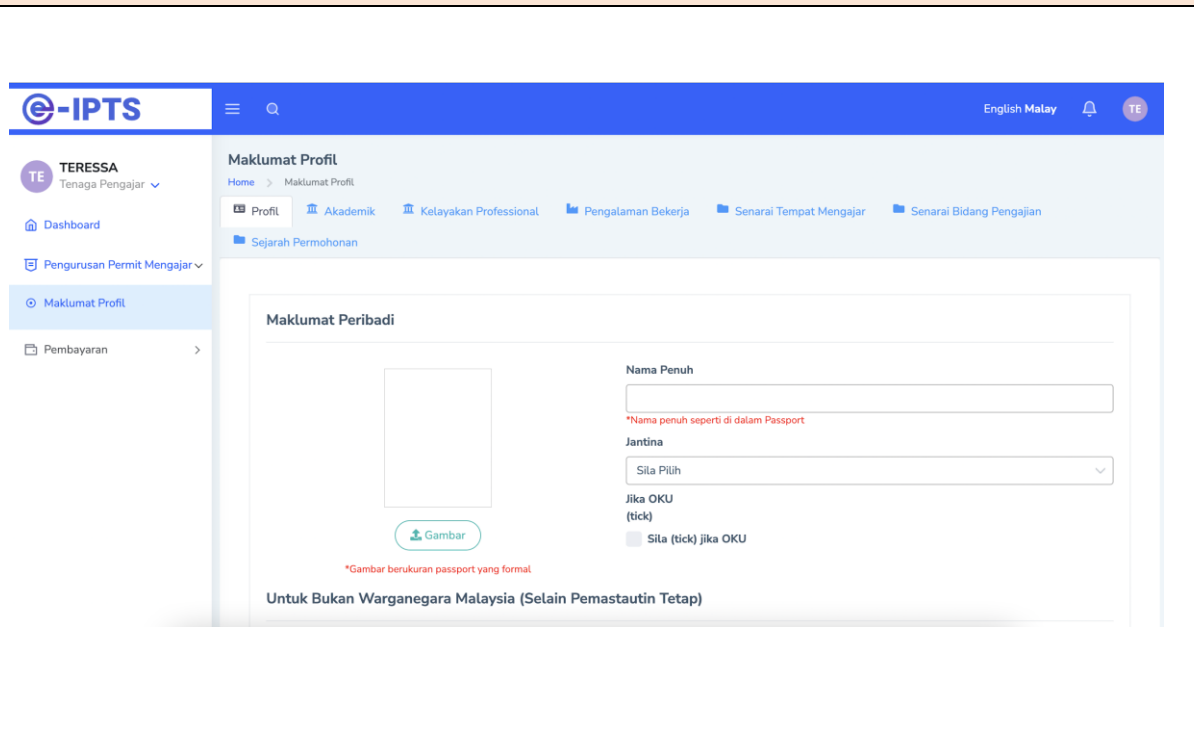 e-IPTS
English Malay
TE
TE
TERESSA
Tenaga Pengajar
Dashboard
Pengurusan Permit Mengajar
Maklumat Profil
Pembayaran
Maklumat Profil
Home > Maklumat Profil
Profil Akademik Kelayakan Professional Pengalaman Bekerja Senarai Tempat Mengajar Senarai Bidang Pengajian
Sejarah Permohonan
Maklumat Peribadi
Gambar
*Gambar berukuran passport yang formal
Nama Penuh
*Nama penuh seperti di dalam Passport
Jantina
Sila Pilih
Jika OKU
(tick)
Sila (tick) jika OKU
Untuk Bukan Warganegara Malaysia (Selain Pemastautin Tetap)